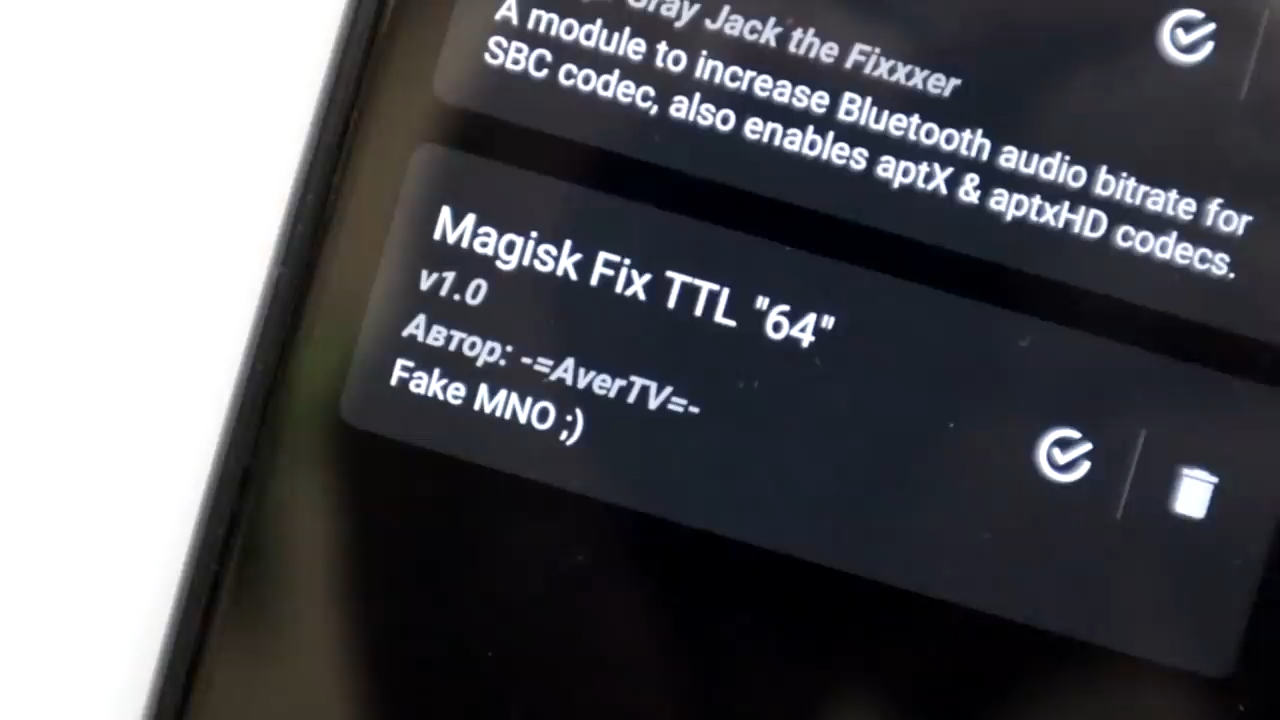 Gray Jack the Fixxxer
A module to increase Bluetooth audio bitrate for
SBC codec, also enables aptX & aptxHD codecs.
Magisk Fix TTL "64"
v1.0
Автор: -=AverTV=-
Fake MNO ;)